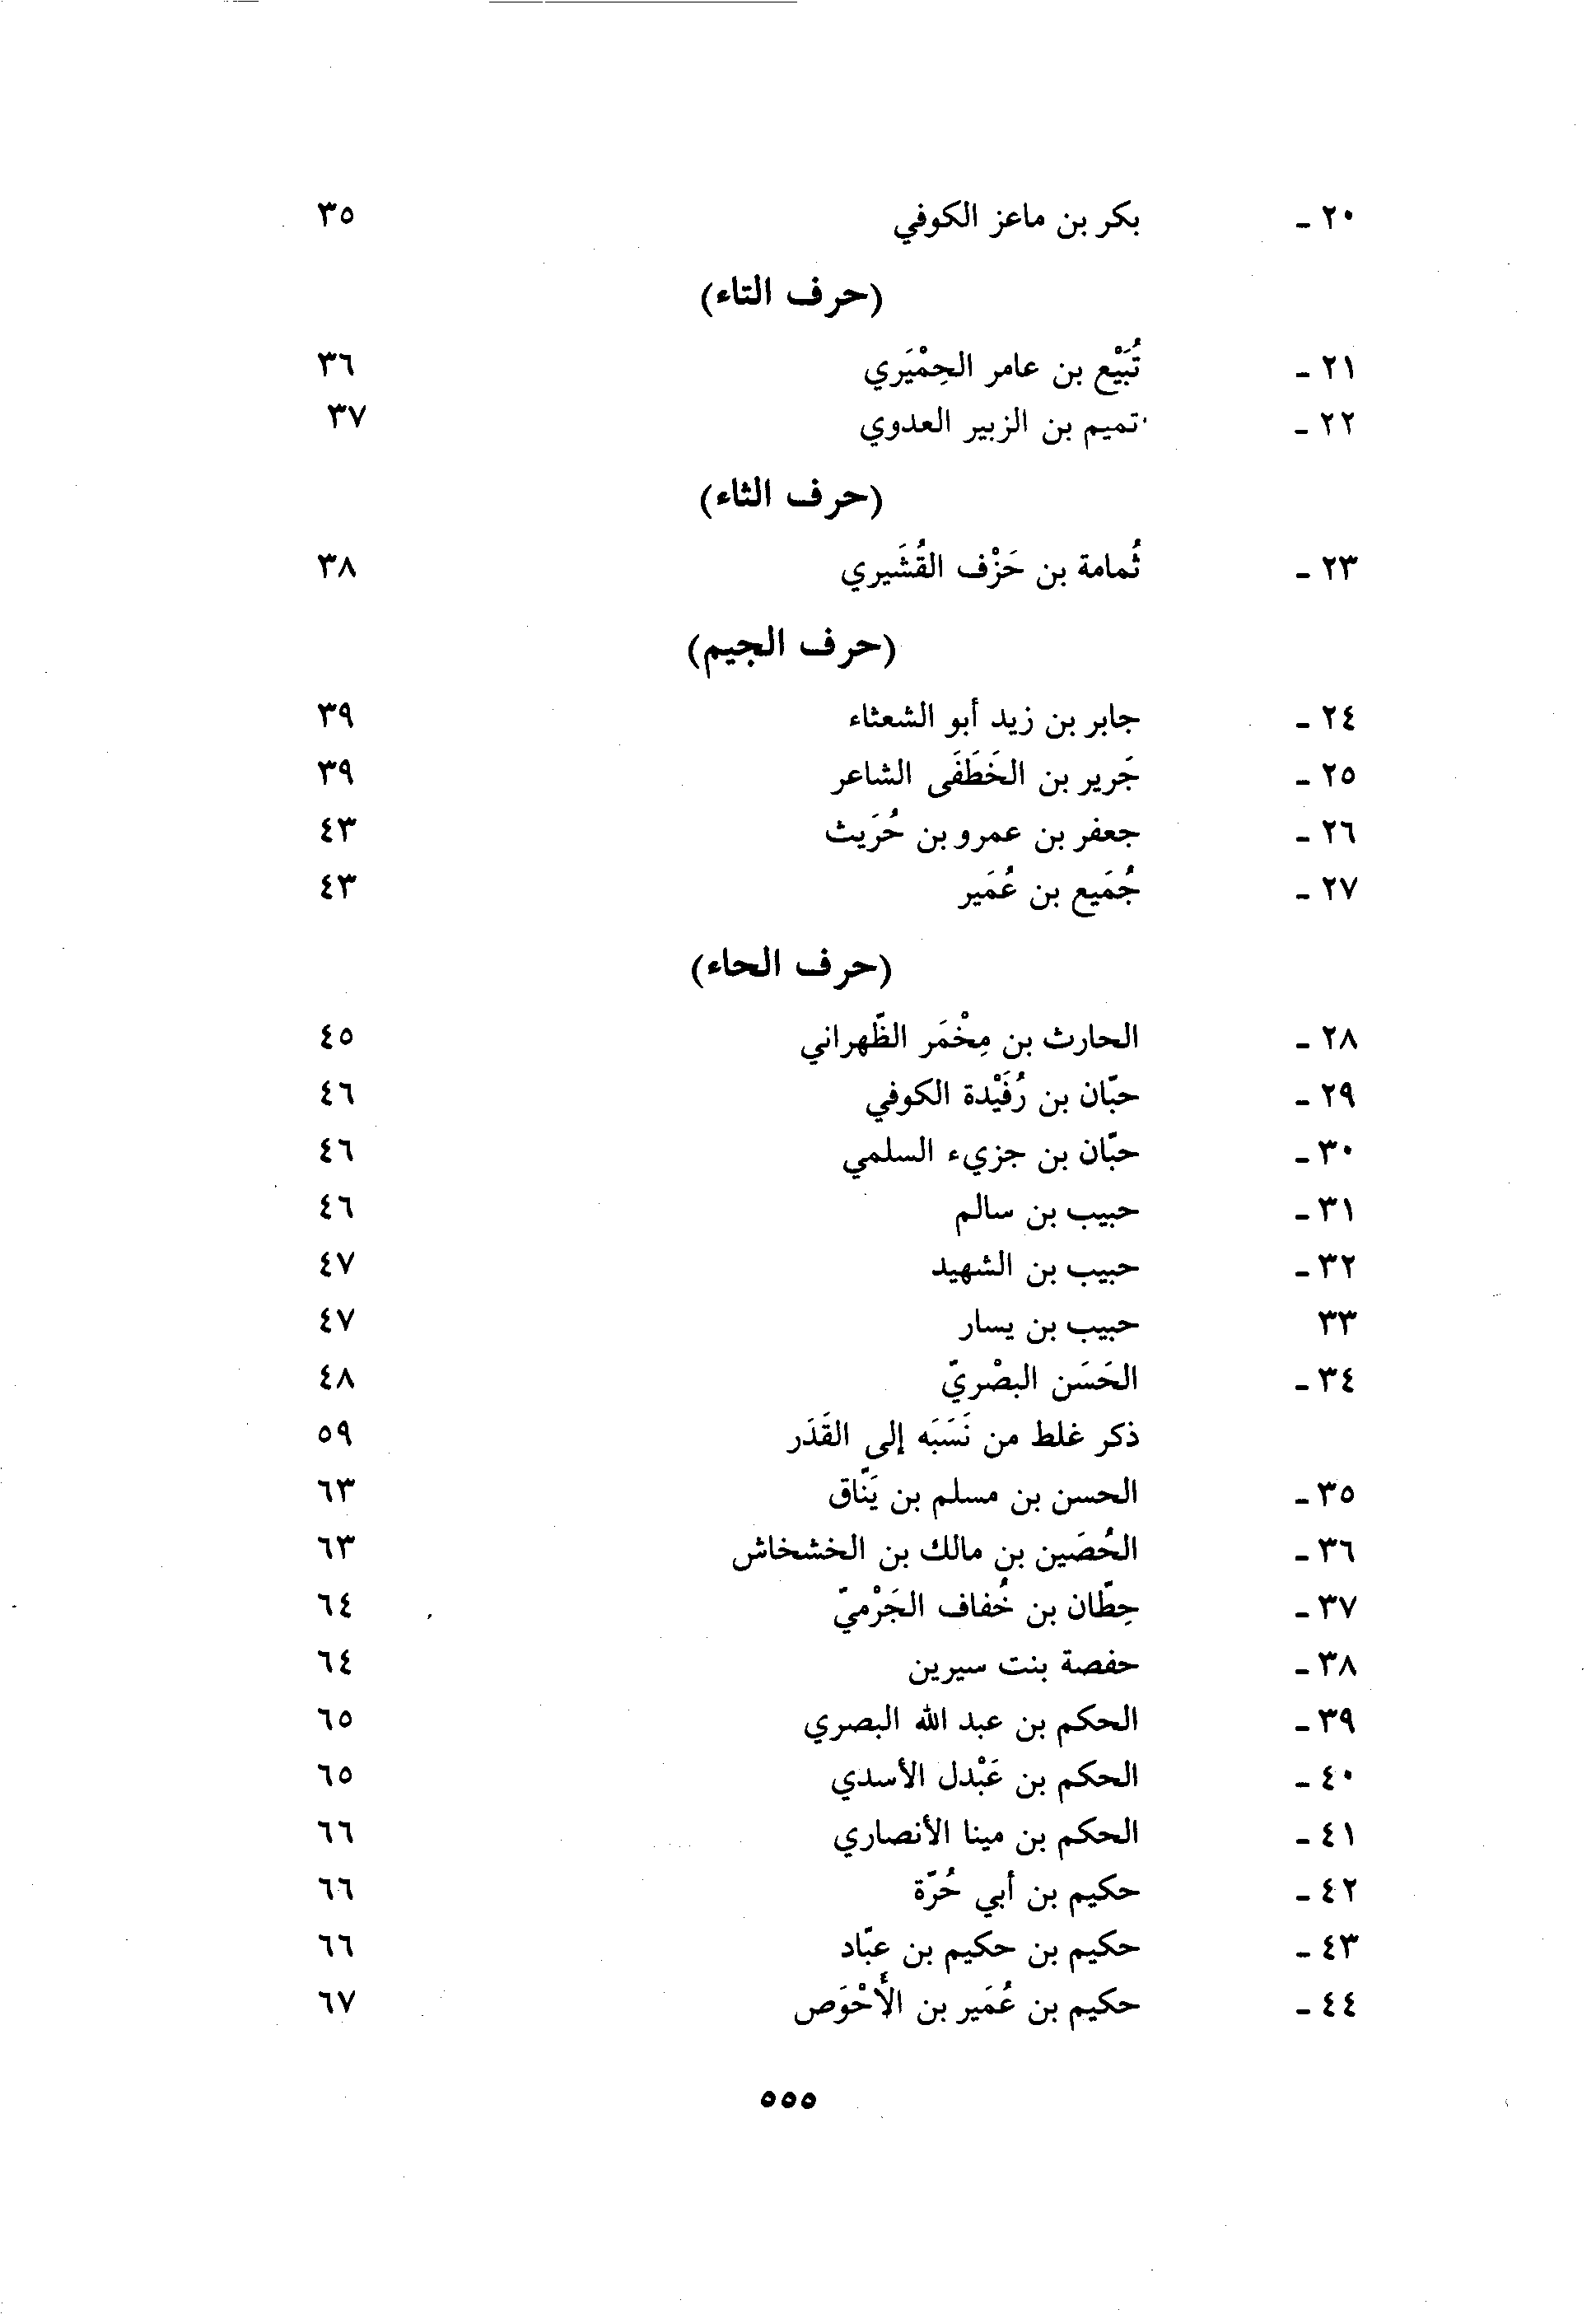 ٢٠ - بكر بن ماعز الكوفي ٣٥
(حرف التاء)
٢١ - تُبَيْع بن عامر الحِمْيَري ٣٦
٢٢ - تميم بن الزبير العدوي ٣٧
(حرف الثاء)
٢٣ - ثُمامة بن حَزْف القُشَيري ٣٨
(حرف الجيم)
٢٤ - جابر بن زيد أبو الشعثاء ٣٩
٢٥ - جَرير بن الخَطَفَى الشاعر ٣٩
٢٦ - جعفر بن عمرو بن حُرَيث ٤٣
٢٧ - جُمَيع بن عُمَير ٤٣
(حرف الحاء)
٢٨ - الحارث بن مِخْمَر الظّهراني ٤٥
٢٩ - حبّان بن رُفَيْدة الكوفي ٤٦
٣٠ - حبّان بن جزيء السلمي ٤٦
٣١ - حبيب بن سالم ٤٦
٣٢ - حبيب بن الشهيد ٤٧
٣٣ حبيب بن يسار ٤٧
٣٤ - الحَسَن البصْريّ ٤٨
ذكر غلط من نَسَبَه إلى القَدَر ٥٩
٣٥ - الحسن بن مسلم بن يَنّاق ٦٣
٣٦ - الحُصَين بن مالك بن الخشخاش ٦٣
٣٧ - حِطّان بن خُفاف الجَرْميّ ٦٤
٣٨ - حفصة بنت سيرين ٦٤
٣٩ - الحكم بن عبد الله البصري ٦٥
٤٠ - الحكم بن عَبْدل الأسدي ٦٥
٤١ - الحكم بن مينا الأنصاري ٦٦
٤٢ - حكيم بن أبي حُرّة ٦٦
٤٣ - حكيم بن حكيم بن عبّاد ٦٦
٤٤ - حكيم بن عُمَير بن الأَحْوَص ٦٧
٥٥٥